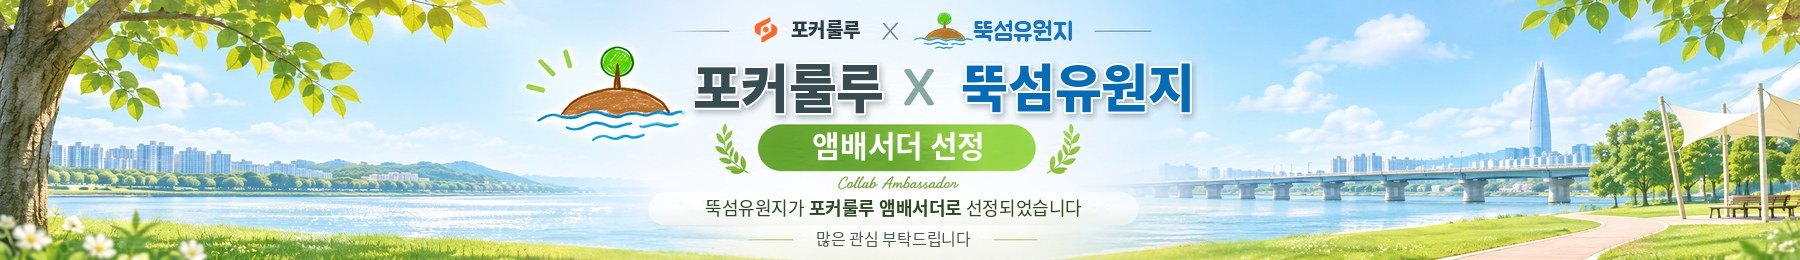 포커룰루 X 뚝섬유원지
포커룰루 X 뚝섬유원지
앰배서더 선정
Collab Ambassador
뚝섬유원지가 포커룰루 앰배서더로 선정되었습니다
많은 관심 부탁드립니다